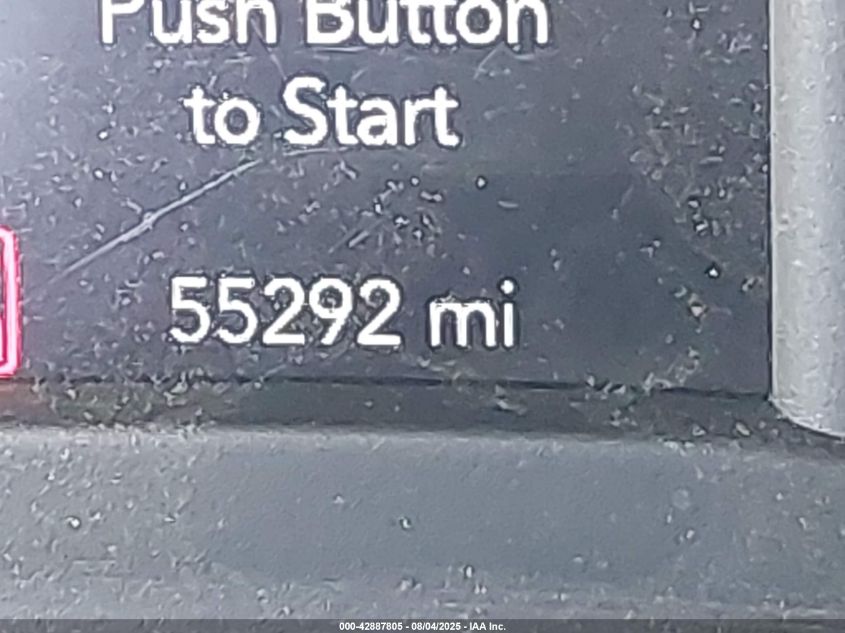 Push Button
to Start
55292 mi
000-42887805 - 08/04/2025 - IAA Inc.